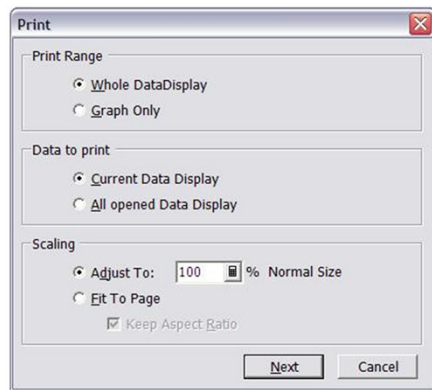 Print
Print Range
Whole DataDisplay
Graph Only
Data to print
Current Data Display
All opened Data Display
Scaling
Adjust To: 100 % Normal Size
Fit To Page
Keep Aspect Ratio
Next Cancel